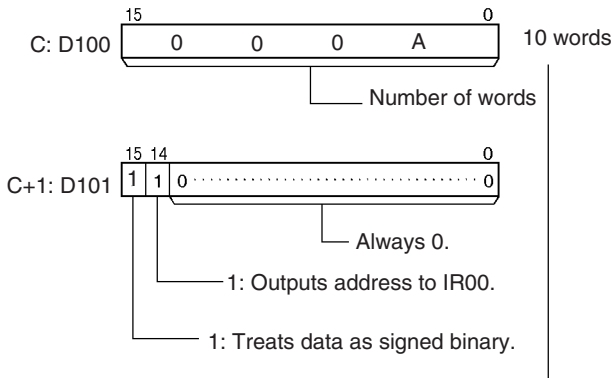 15 0
C: D100 0 0 0 A 10 words
Number of words
15 14 0
C+1: D101 1 1 0 0
Always 0.
1: Outputs address to IR00.
1: Treats data as signed binary.